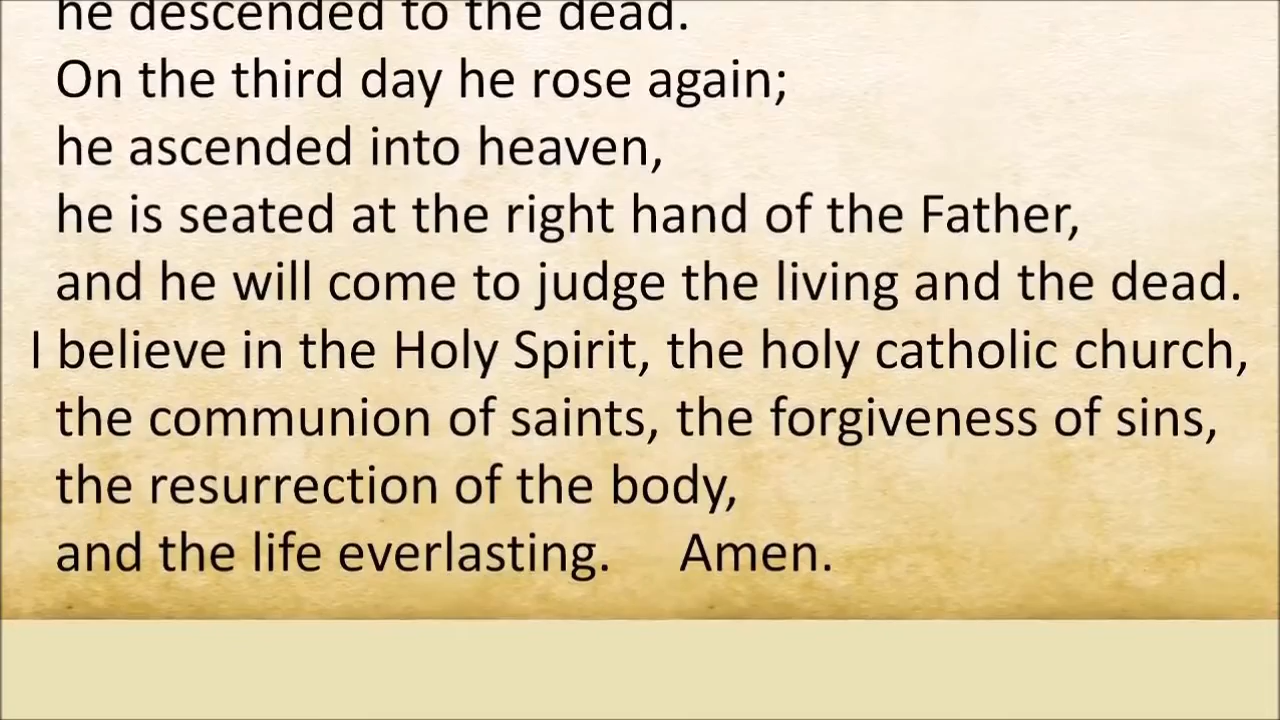 he descended to the dead.
On the third day he rose again;
he ascended into heaven,
he is seated at the right hand of the Father,
and he will come to judge the living and the dead.
I believe in the Holy Spirit, the holy catholic church,
the communion of saints, the forgiveness of sins,
the resurrection of the body,
and the life everlasting. Amen.